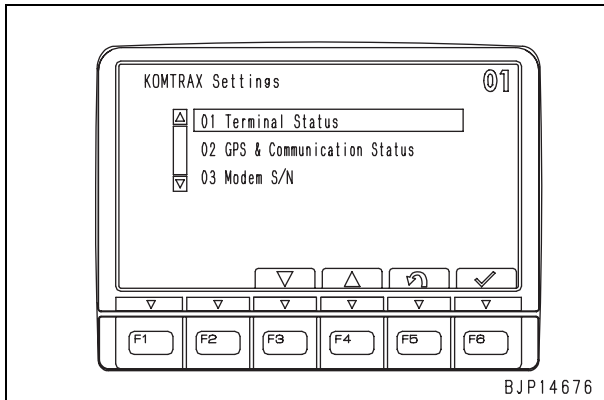 KOMTRAX Settings 01
01 Terminal Status
02 GPS & Communication Status
03 Modem S/N
F1 F2 F3 F4 F5 F6
BJP14676